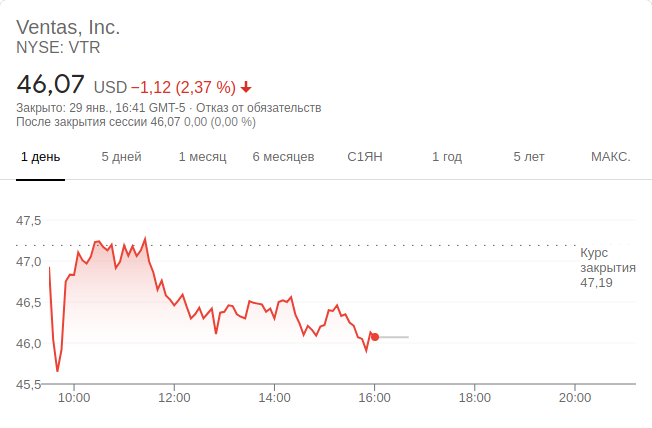 Ventas, Inc.
NYSE: VTR
46,07 USD −1,12 (2,37 %)
Закрыто: 29 янв., 16:41 GMT-5 · Отказ от обязательств
После закрытия сессии 46,07 0,00 (0,00 %)
1 день 5 дней 1 месяц 6 месяцев С1ЯН 1 год 5 лет МАКС.
47,5
47,0
46,5
46,0
45,5
Курс
закрытия
47,19
10:00 12:00 14:00 16:00 18:00 20:00